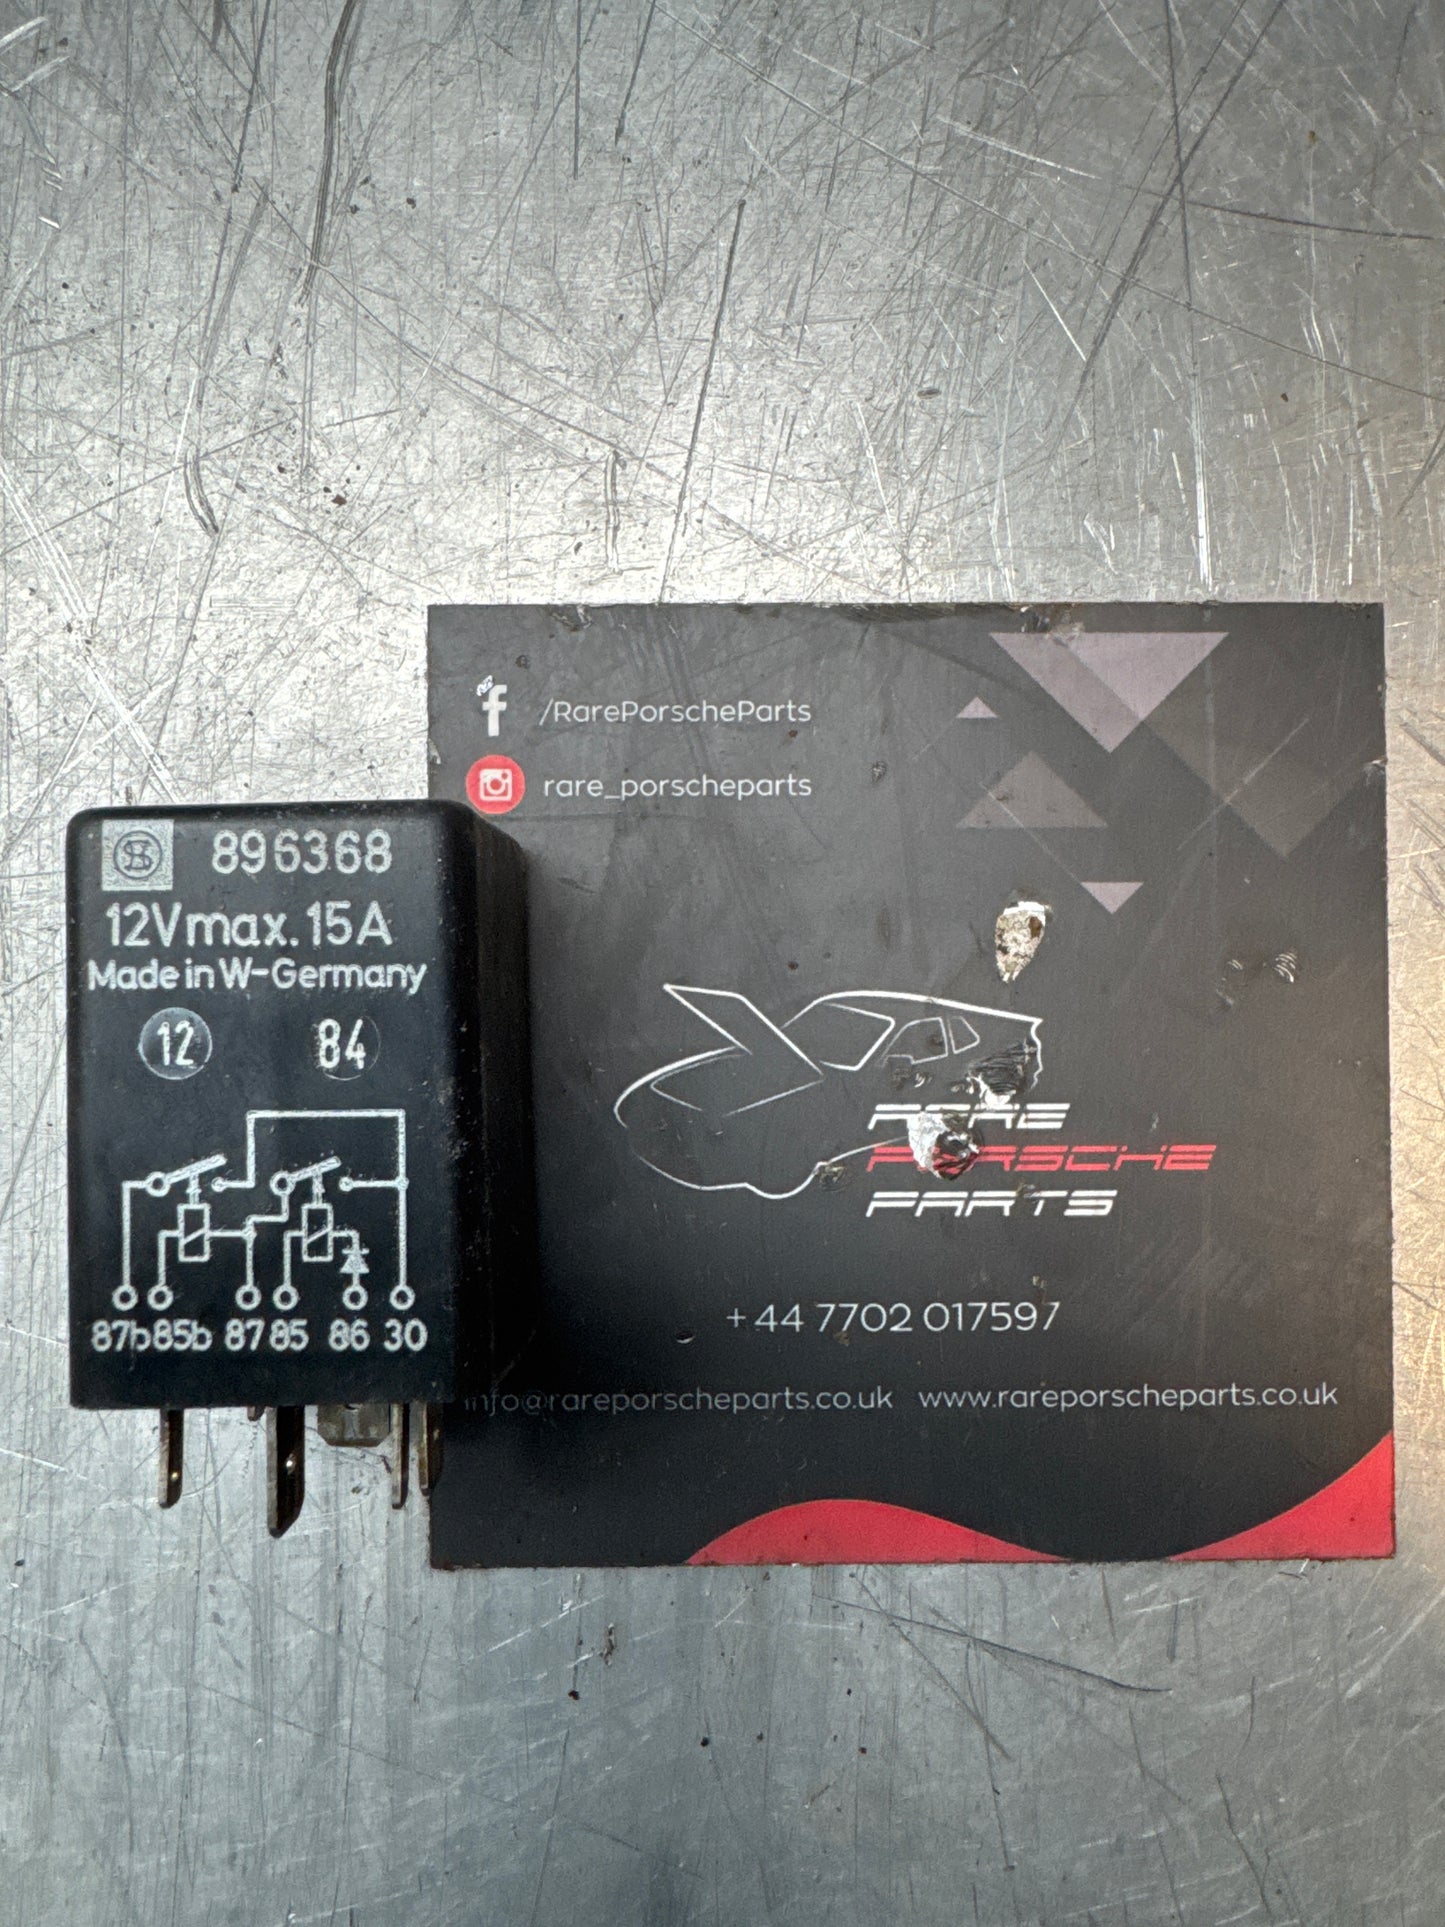 /RarePorscheParts
rare_porscheparts
896368
12V max. 15A
Made in W-Germany
12 84
87b 85b 87 85 86 30
RARE
PORSCHE
PARTS
+44 7702 017597
info@rareporscheparts.co.uk www.rareporscheparts.co.uk